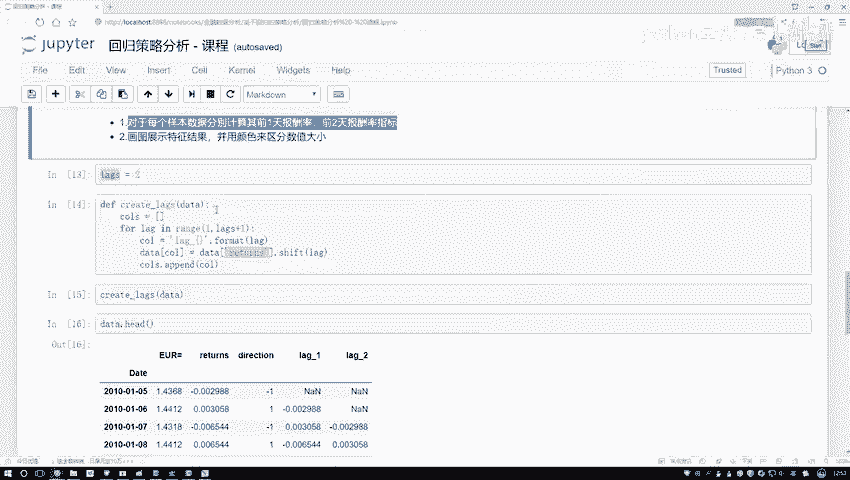 jupyter 回归策略分析 - 课程 (autosaved)
File Edit View Insert Cell Kernel Widgets Help
Trusted Python 3
Markdown
1.对于每个样本数据分别计算其前1天报酬率，前2天报酬率指标
2.画图展示特征结果，并用颜色来区分数值大小
In [13]: lags = 2
In [14]: def create_lags(data):
cols = []
for lag in range(1,lags+1):
col = 'lag_{}'.format(lag)
data[col] = data['returns'].shift(lag)
cols.append(col)
In [15]: create_lags(data)
In [16]: data.head()
Out[16]:
EUR= returns direction lag_1 lag_2
Date
2010-01-05 1.4368 -0.002988 -1 NaN NaN
2010-01-06 1.4412 0.003058 1 -0.002988 NaN
2010-01-07 1.4318 -0.006544 -1 0.003058 -0.002988
2010-01-08 1.4412 0.006544 1 -0.006544 0.003058